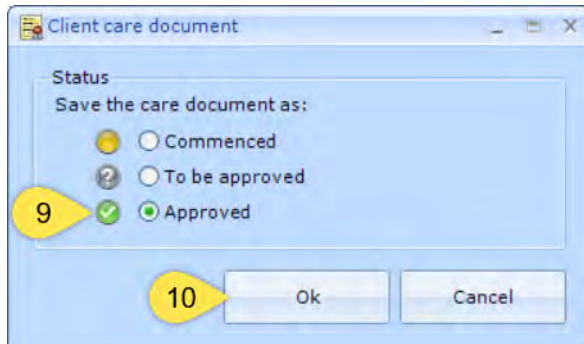 Client care document
Status
Save the care document as:
Commenced
? To be approved
9 Approved
10 Ok Cancel